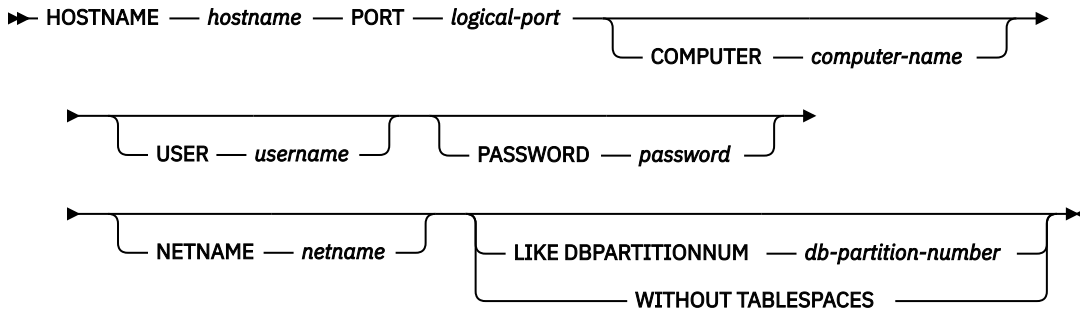 HOSTNAME hostname PORT logical-port
COMPUTER computer-name
USER username PASSWORD password
NETNAME netname LIKE DBPARTITIONNUM db-partition-number
WITHOUT TABLESPACES